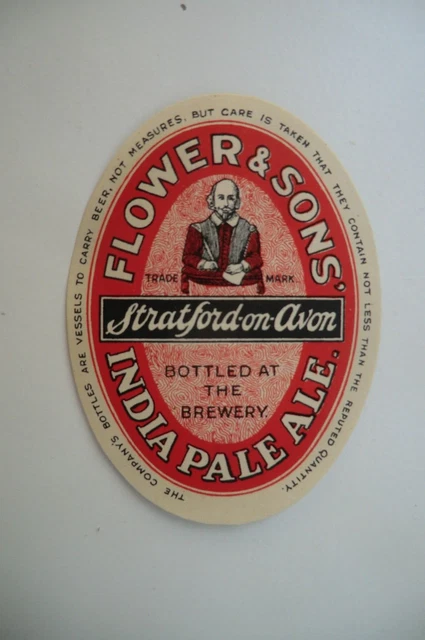 THE COMPANY'S BOTTLES ARE VESSELS TO CARRY BEER, NOT MEASURES, BUT CARE IS TAKEN THAT THEY CONTAIN NOT LESS THAN THE REPUTED QUANTITY.
FLOWER & SONS'
TRADE MARK
Stratford-on-Avon
BOTTLED AT
THE
BREWERY.
INDIA PALE ALE.